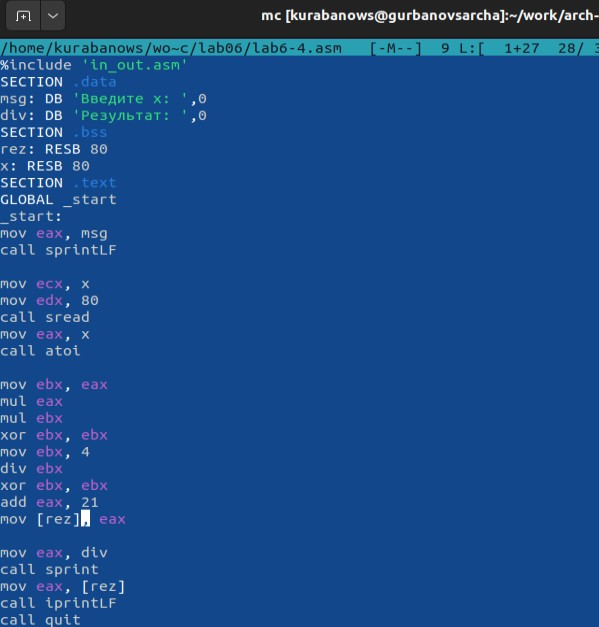 mc [kurabanows@gurbanovsarcha]:~/work/arch-
/home/kurabanows/wo~c/lab06/lab6-4.asm [-M--] 9 L:[ 1+27 28/ 3
%include 'in_out.asm'
SECTION .data
msg: DB 'Введите x: ',0
div: DB 'Результат: ',0
SECTION .bss
rez: RESB 80
x: RESB 80
SECTION .text
GLOBAL _start
_start:
mov eax, msg
call sprintLF
mov ecx, x
mov edx, 80
call sread
mov eax, x
call atoi
mov ebx, eax
mul eax
mul ebx
xor ebx, ebx
mov ebx, 4
div ebx
xor ebx, ebx
add eax, 21
mov [rez], eax
mov eax, div
call sprint
mov eax, [rez]
call iprintLF
call quit